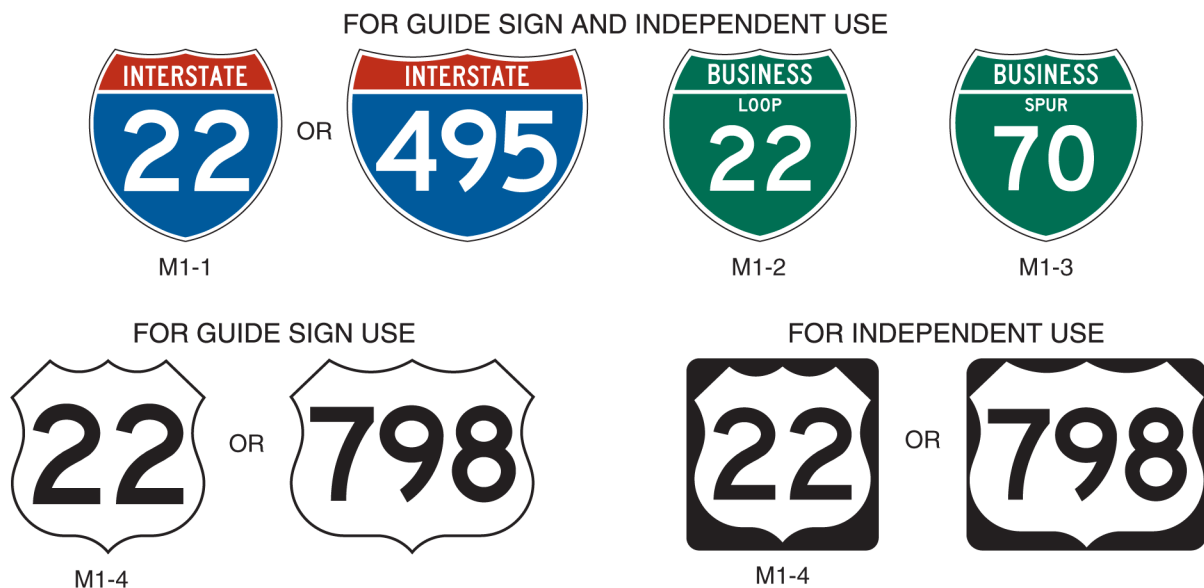 FOR GUIDE SIGN AND INDEPENDENT USE
INTERSTATE
22
OR
INTERSTATE
495
BUSINESS
LOOP
22
BUSINESS
SPUR
70
M1-1
M1-2
M1-3
FOR GUIDE SIGN USE
22
OR
798
M1-4
FOR INDEPENDENT USE
22
OR
798
M1-4